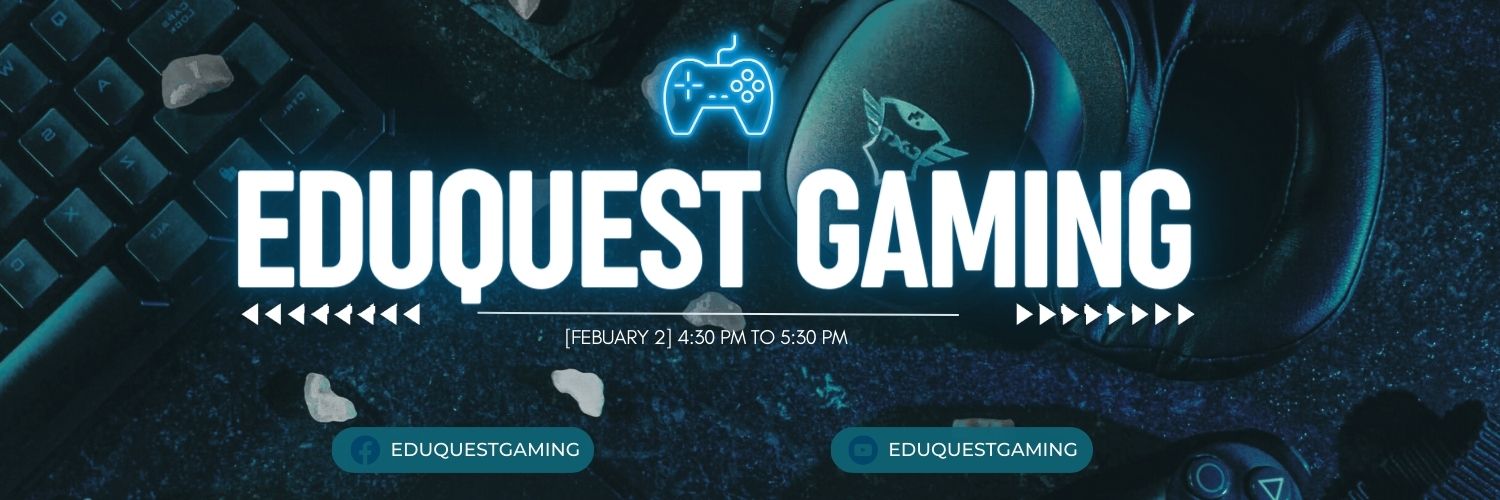 EDUQUEST GAMING
[FEBUARY 2] 4:30 PM TO 5:30 PM
EDUQUESTGAMING
EDUQUESTGAMING